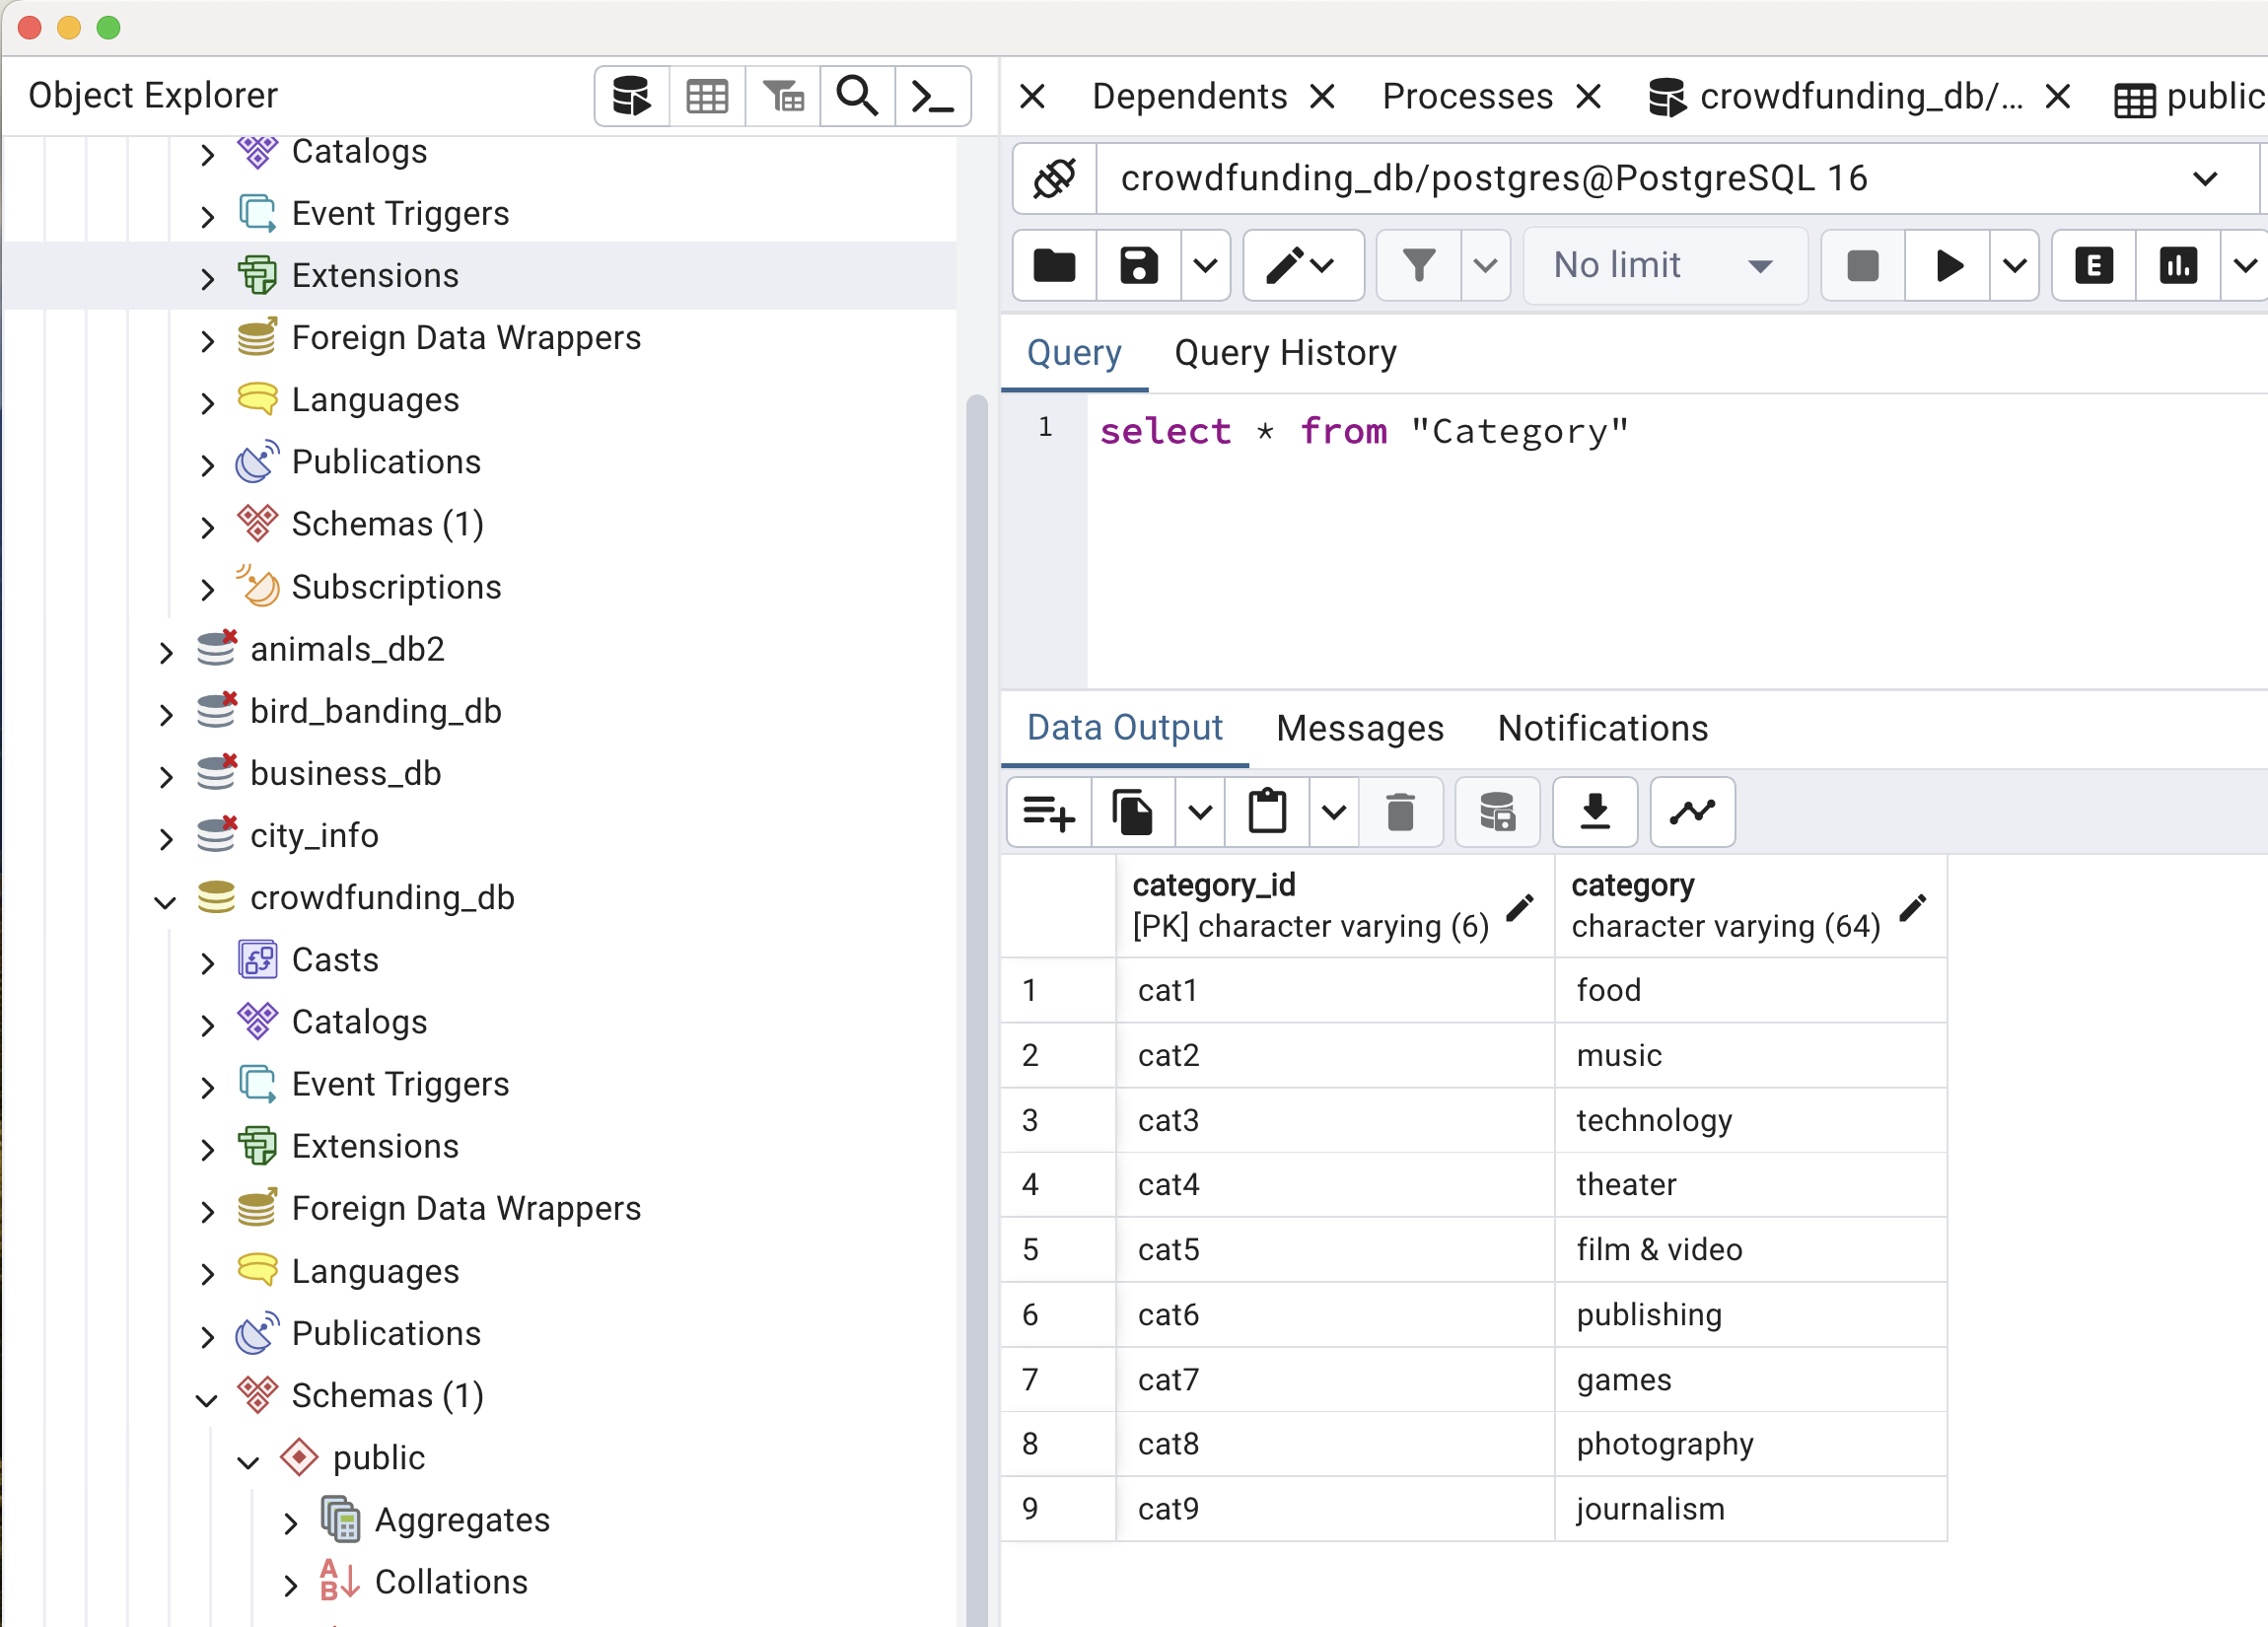 Object Explorer
Catalogs
Event Triggers
Extensions
Foreign Data Wrappers
Languages
Publications
Schemas (1)
Subscriptions
animals_db2
bird_banding_db
business_db
city_info
crowdfunding_db
Casts
Catalogs
Event Triggers
Extensions
Foreign Data Wrappers
Languages
Publications
Schemas (1)
public
Aggregates
Collations
Dependents Processes crowdfunding_db/... public
crowdfunding_db/postgres@PostgreSQL 16
No limit E
Query Query History
1 select * from "Category"
Data Output Messages Notifications
category_id category
[PK] character varying (6) character varying (64)
1 cat1 food
2 cat2 music
3 cat3 technology
4 cat4 theater
5 cat5 film & video
6 cat6 publishing
7 cat7 games
8 cat8 photography
9 cat9 journalism